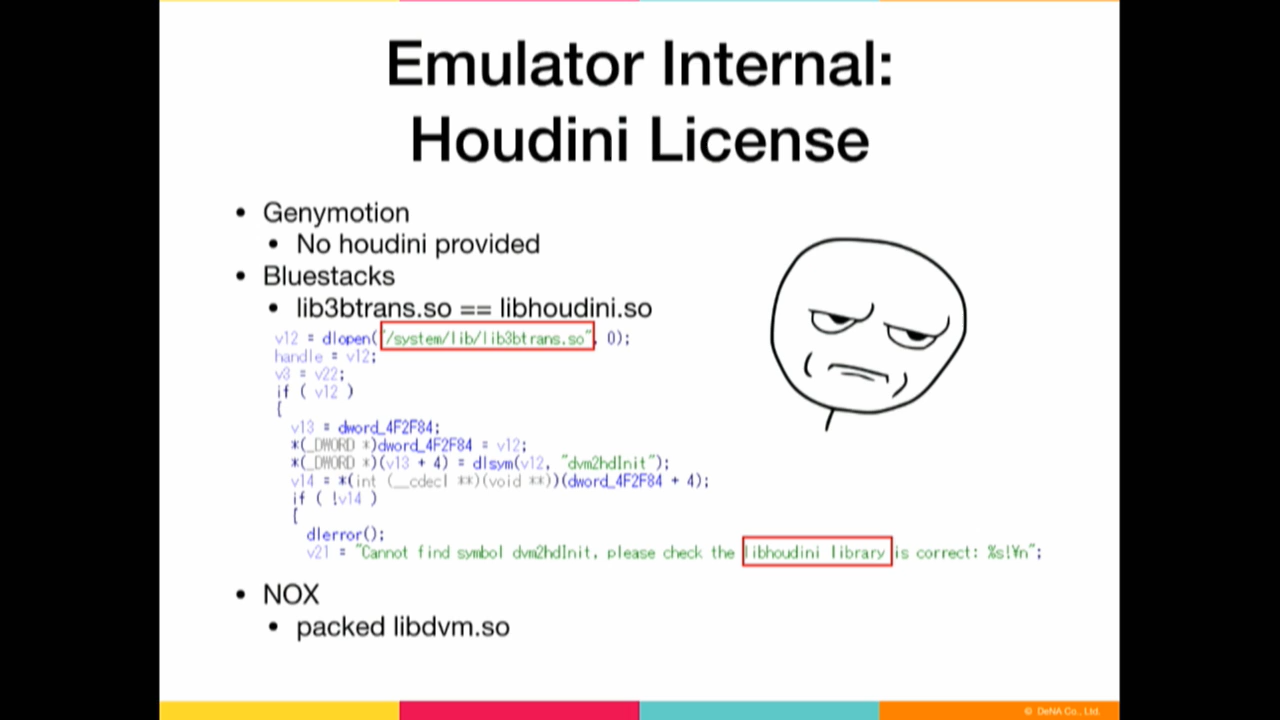 Emulator Internal:
Houdini License
• Genymotion
• No houdini provided
• Bluestacks
• lib3btrans.so == libhoudini.so
v12 = dlopen("/system/lib/lib3btrans.so", 0);
handle = v12;
v3 = v22;
if ( v12 )
{
v13 = dword_4F2F84;
*(_DWORD *)dword_4F2F84 = v12;
*(_DWORD *)(v13 + 4) = dlsym(v12, "dvm2hdInit");
v14 = *(int (__cdecl **)(void **))(dword_4F2F84 + 4);
if ( !v14 )
{
dlerror();
v21 = "Cannot find symbol dvm2hdInit, please check the libhoudini library is correct: %s!¥n";
• NOX
• packed libdvm.so
© DeNA Co., Ltd.